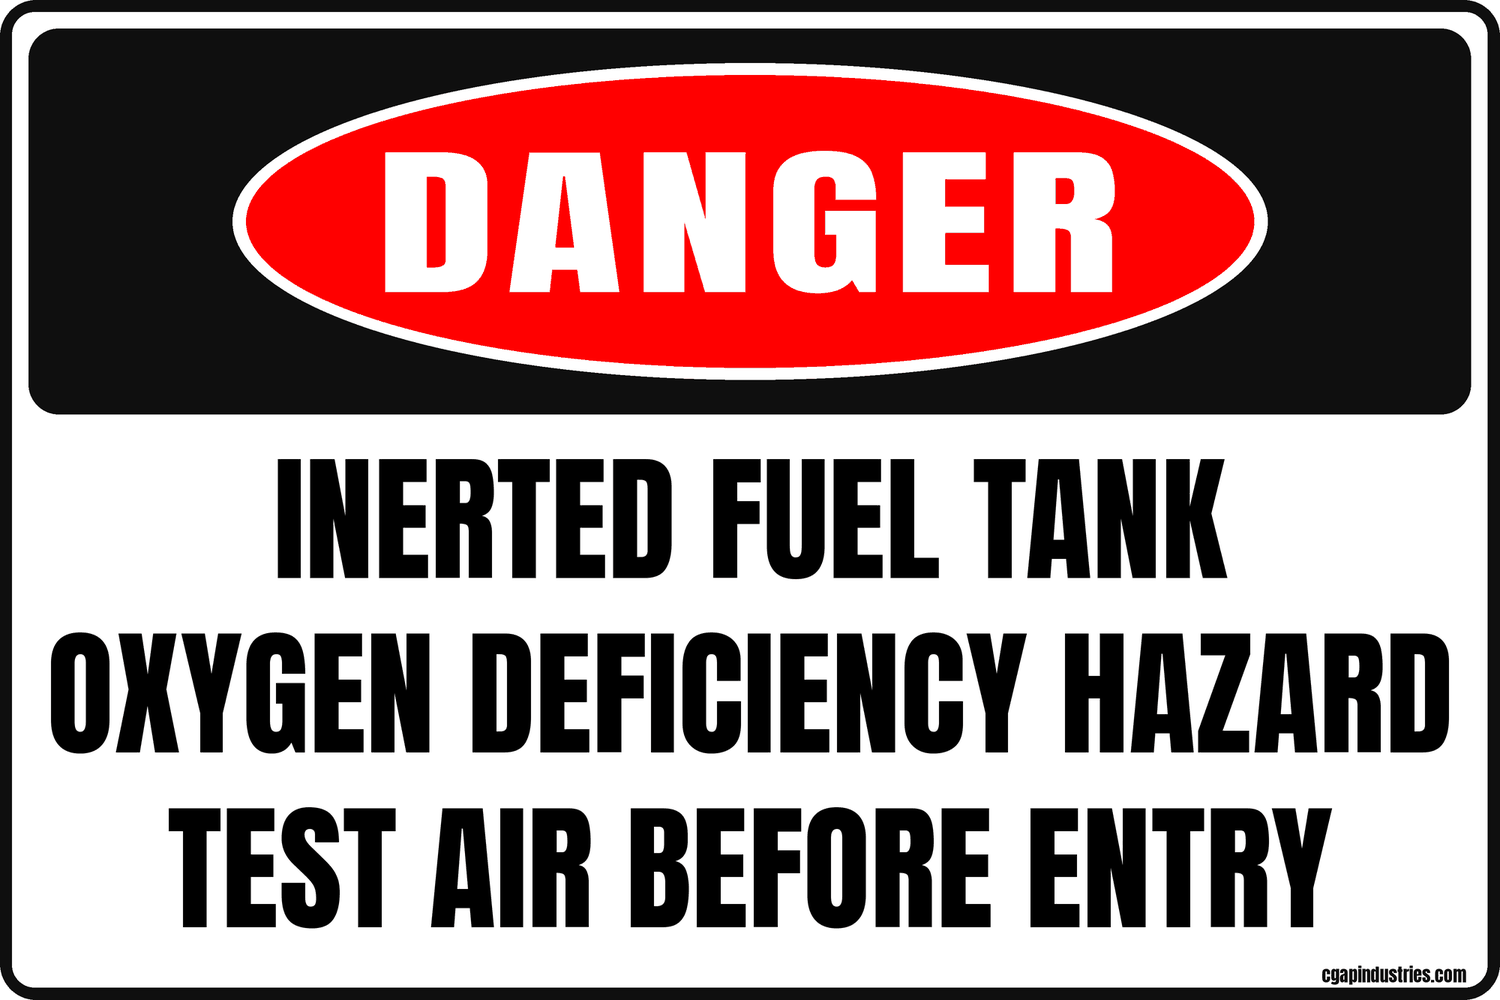 DANGER
INERTED FUEL TANK
OXYGEN DEFICIENCY HAZARD
TEST AIR BEFORE ENTRY
cgapindustries.com